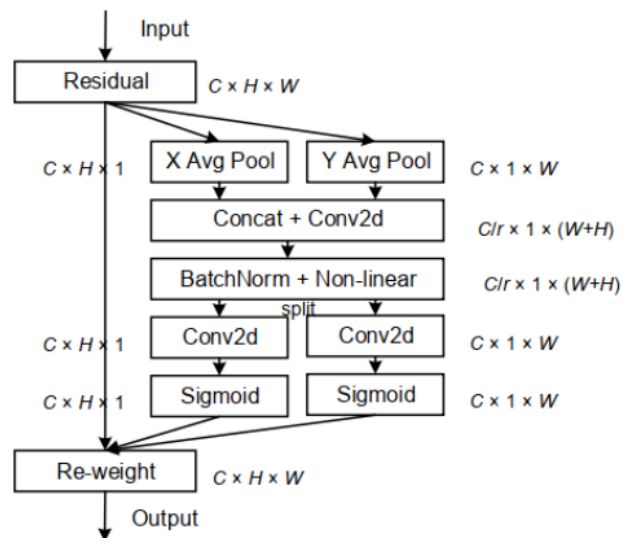 Input
Residual
C × H × W
C × H × 1
X Avg Pool
Y Avg Pool
C × 1 × W
Concat + Conv2d
C/r × 1 × (W+H)
BatchNorm + Non-linear
C/r × 1 × (W+H)
split
C × H × 1
Conv2d
Conv2d
C × 1 × W
C × H × 1
Sigmoid
Sigmoid
C × 1 × W
Re-weight
C × H × W
Output